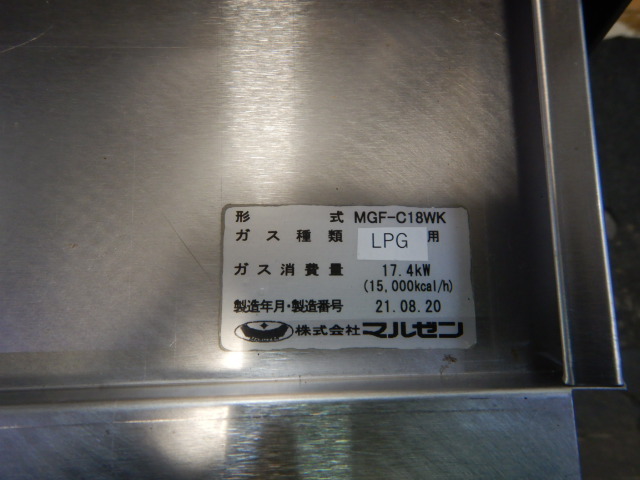 形 式 MGF-C18WK
ガス種類 LPG 用
ガス消費量 17.4kW
(15,000kcal/h)
製造年月・製造番号 21.08.20
株式会社マルゼン